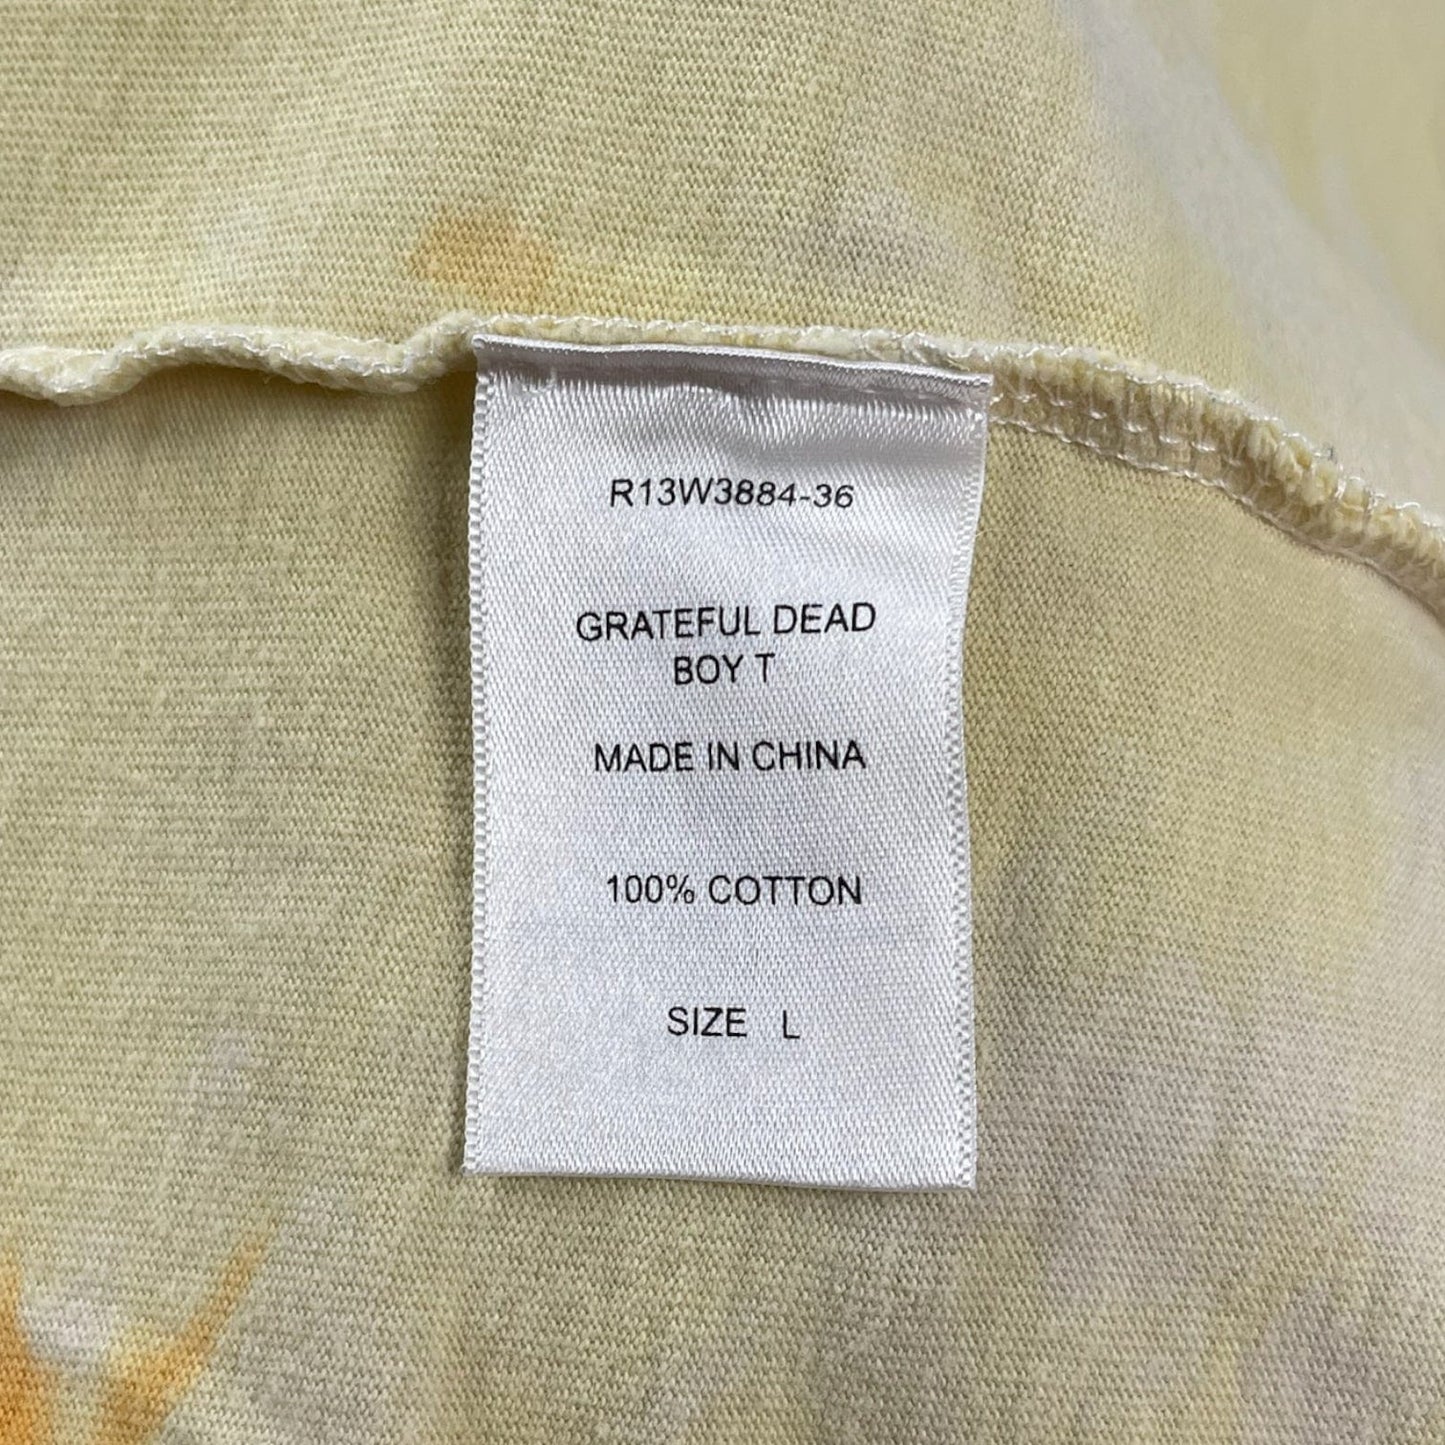 R13W3884-36
GRATEFUL DEAD
BOY T
MADE IN CHINA
100% COTTON
SIZE L